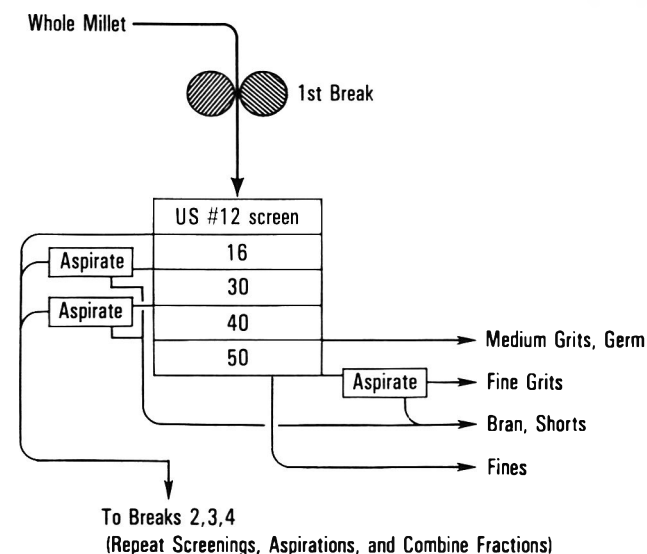 Whole Millet
1st Break
US #12 screen
16
Aspirate
30
Aspirate
40
Medium Grits, Germ
50
Aspirate
Fine Grits
Bran, Shorts
Fines
To Breaks 2,3,4
(Repeat Screenings, Aspirations, and Combine Fractions)